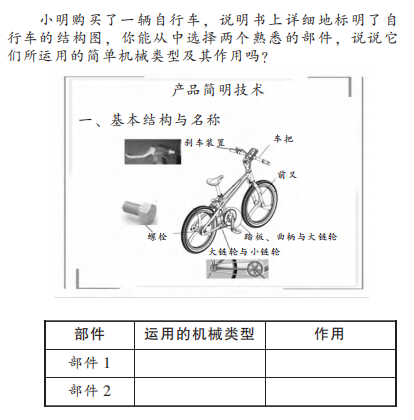 小明购买了一辆自行车，说明书上详细地标明了自
行车的结构图，你能从中选择两个熟悉的部件，说说它
们所运用的简单机械类型及其作用吗？
产品简明技术
一、基本结构与名称
刹车装置
车把
前叉
螺栓
踏板、曲柄与大链轮
大链轮与小链轮
部件 运用的机械类型 作用
部件1
部件2